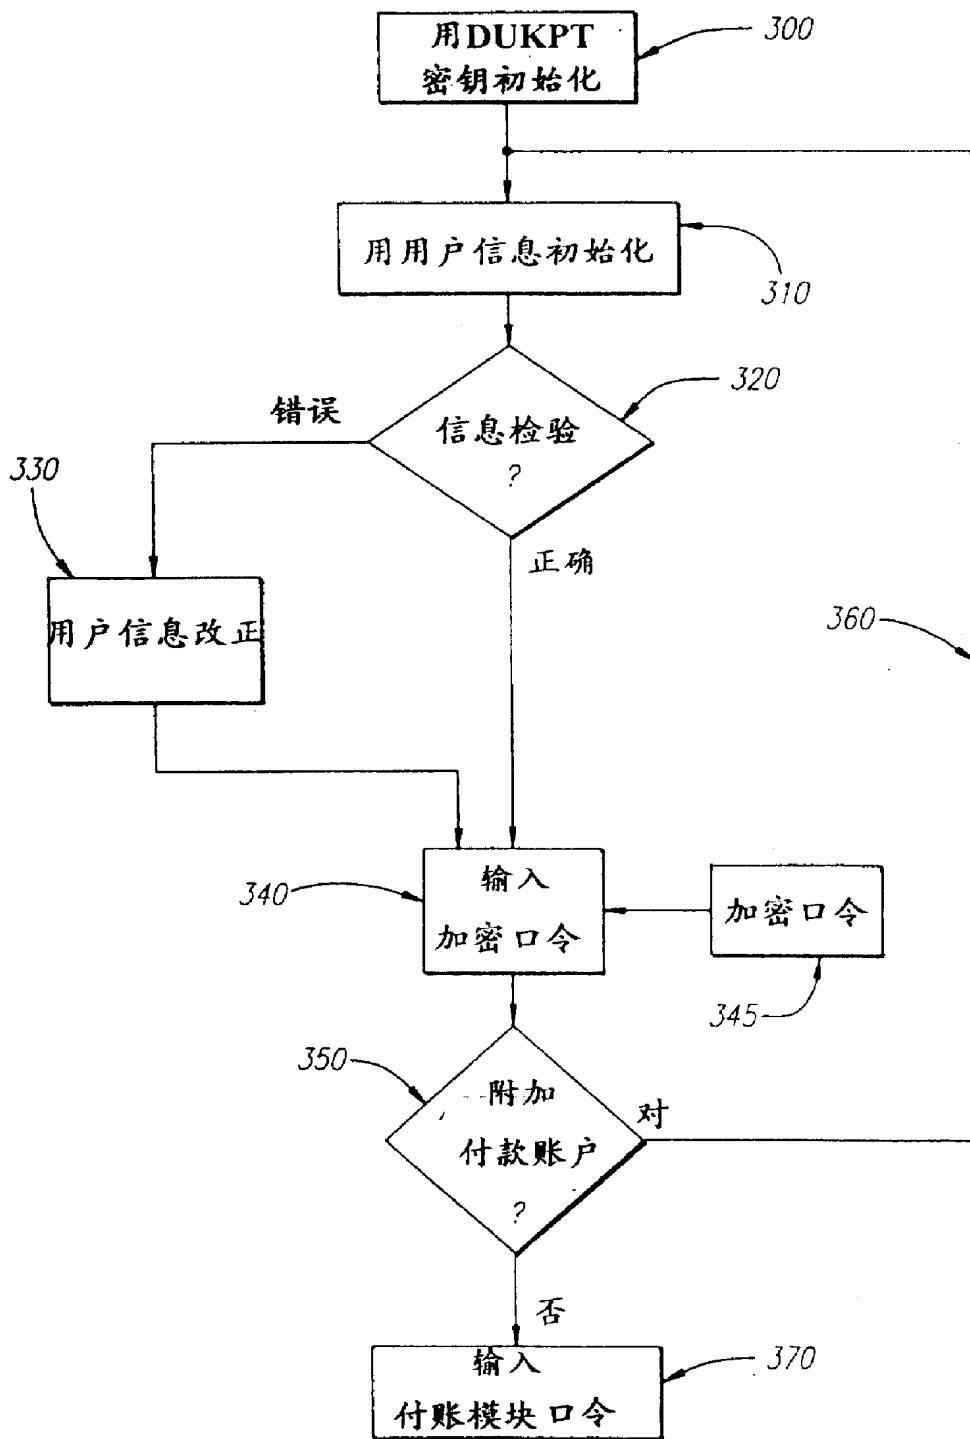 用DUKPT
密钥初始化
300
用用户信息初始化
310
320
错误
信息检验
?
330
正确
用户信息改正
360
输入
加密口令
340
加密口令
345
350
附加
付款账户
?
对
否
输入
付账模块口令
370